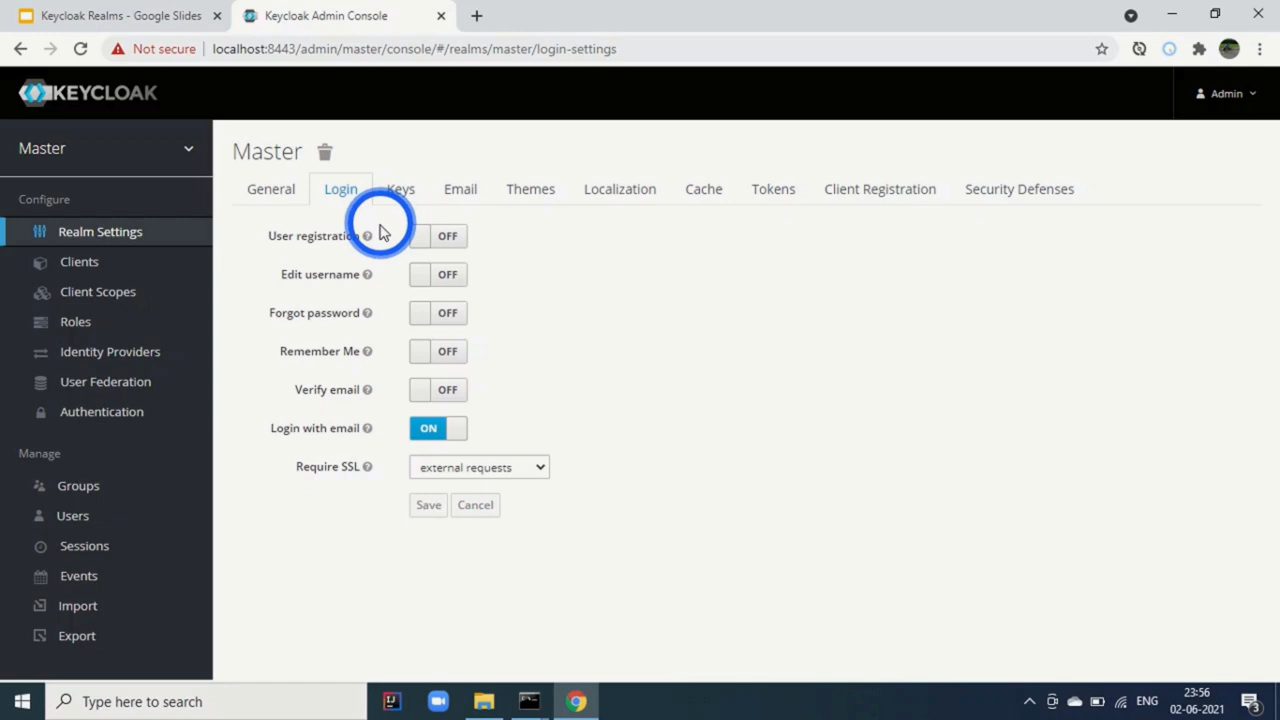 Keycloak Realms - Google Slides
Keycloak Admin Console
Not secure
localhost:8443/admin/master/console/#/realms/master/login-settings
KEYCLOAK
Admin
Master
Configure
Realm Settings
Clients
Client Scopes
Roles
Identity Providers
User Federation
Authentication
Manage
Groups
Users
Sessions
Events
Import
Export
Master
General Login Keys Email Themes Localization Cache Tokens Client Registration Security Defenses
User registration OFF
Edit username OFF
Forgot password OFF
Remember Me OFF
Verify email OFF
Login with email ON
Require SSL external requests
Save Cancel
Type here to search
ENG
23:56
02-06-2021
3